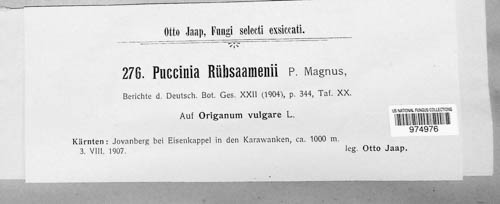 Otto Jaap, Fungi selecti exsiccati.
276. Puccinia Rübsaamenii P. Magnus,
Berichte d. Deutsch. Bot. Ges. XXII (1904), p. 344, Taf. XX.
Auf Origanum vulgare L.
US NATIONAL FUNGUS COLLECTIONS
974976
Kärnten: Jovanberg bei Eisenkappel in den Karawanken, ca. 1000 m.
3. VIII. 1907.
leg. Otto Jaap.